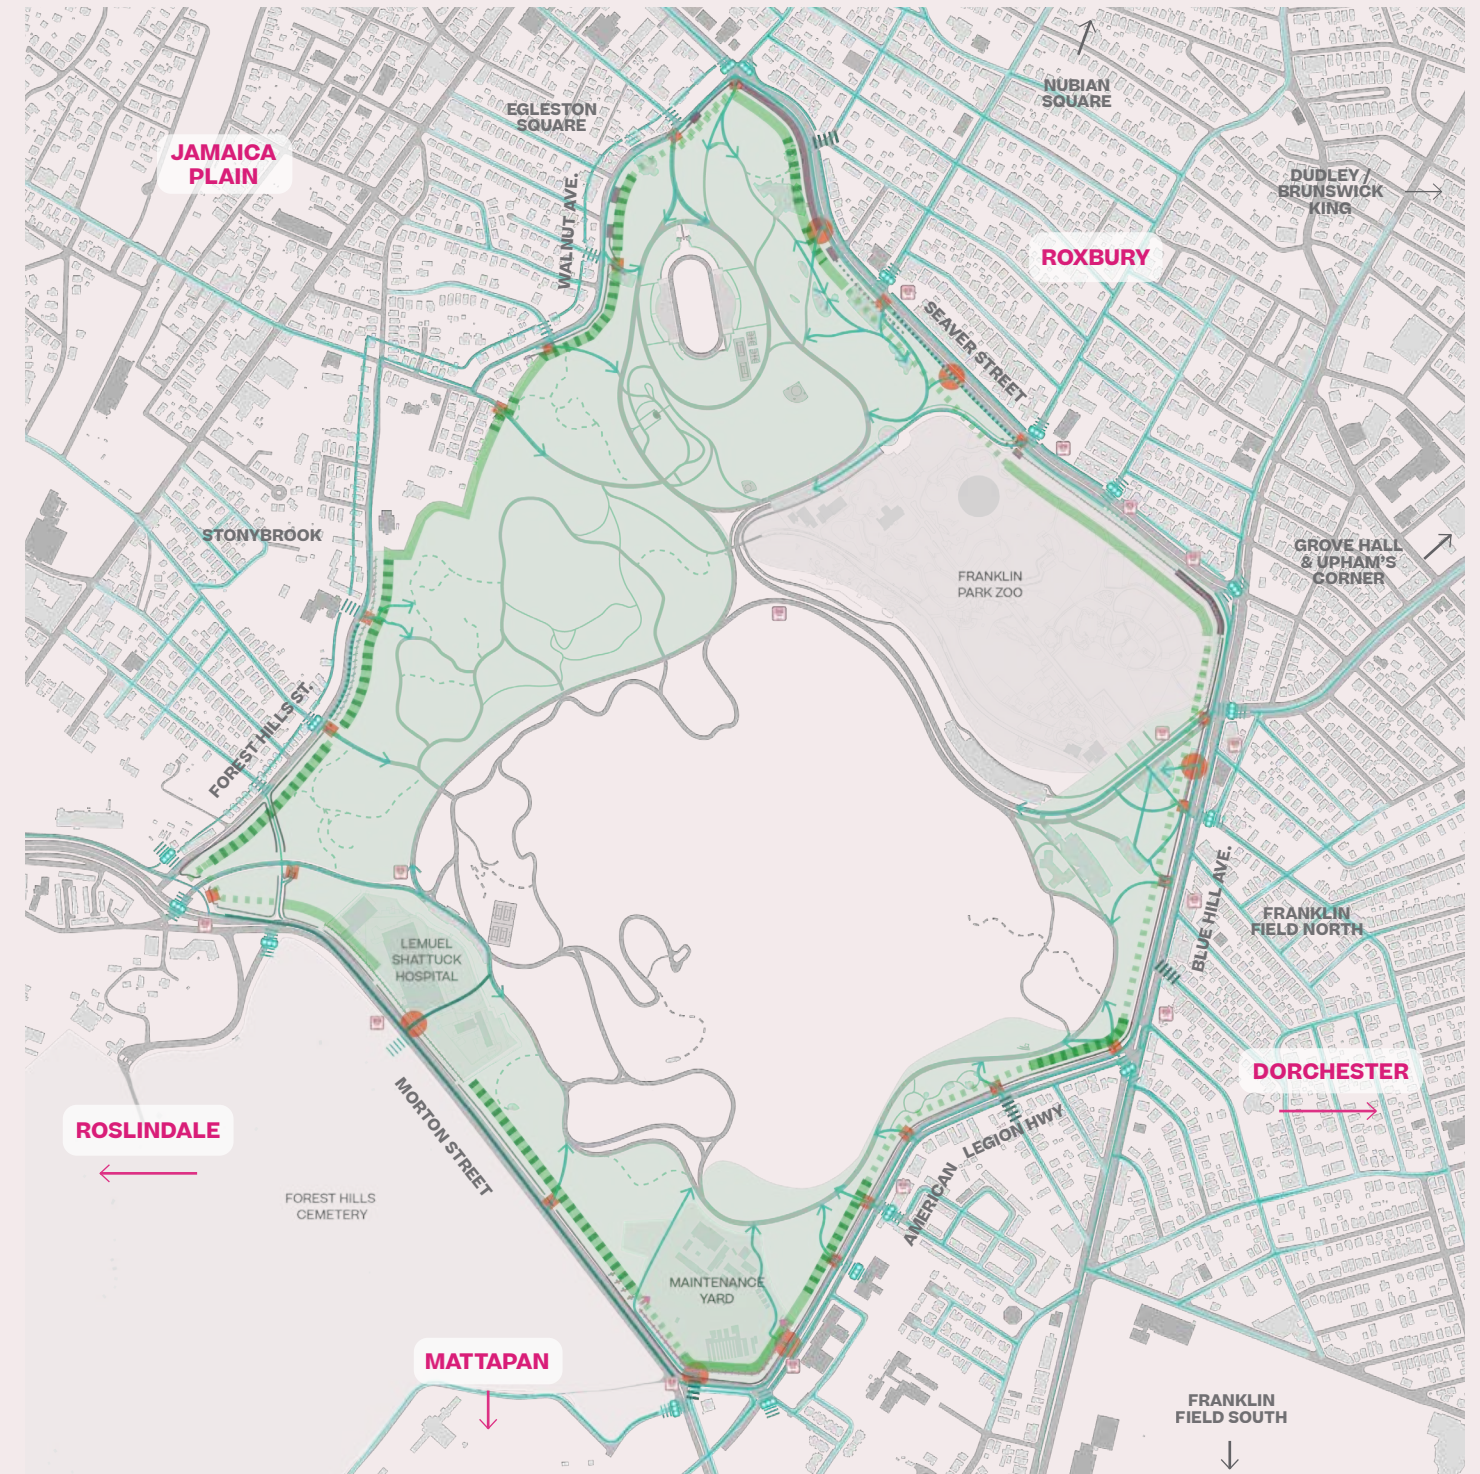 NUBIAN
SQUARE
EGLESTON
SQUARE
JAMAICA
PLAIN
DUDLEY /
BRUNSWICK
KING
WALNUT AVE.
ROXBURY
SEAVER STREET
STONYBROOK
GROVE HALL
& UPHAM'S
CORNER
FRANKLIN
PARK ZOO
FOREST HILLS ST.
BLUE HILL AVE.
FRANKLIN
FIELD NORTH
LEMUEL
SHATTUCK
HOSPITAL
DORCHESTER
ROSLINDALE
MORTON STREET
AMERICAN LEGION HWY
FOREST HILLS
CEMETERY
MAINTENANCE
YARD
MATTAPAN
FRANKLIN
FIELD SOUTH